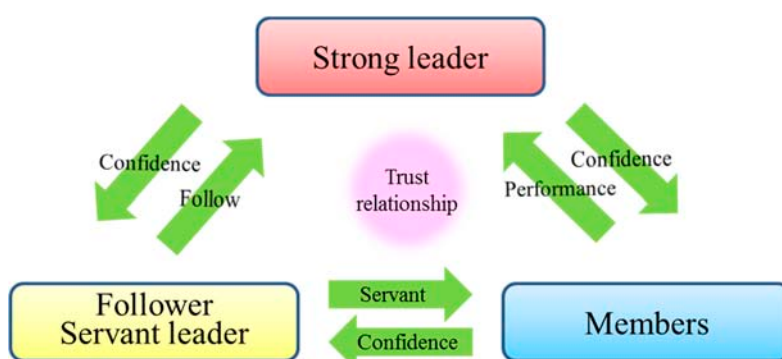 Strong leader
Confidence
Follow
Trust
relationship
Confidence
Performance
Follower
Servant leader
Servant
Confidence
Members